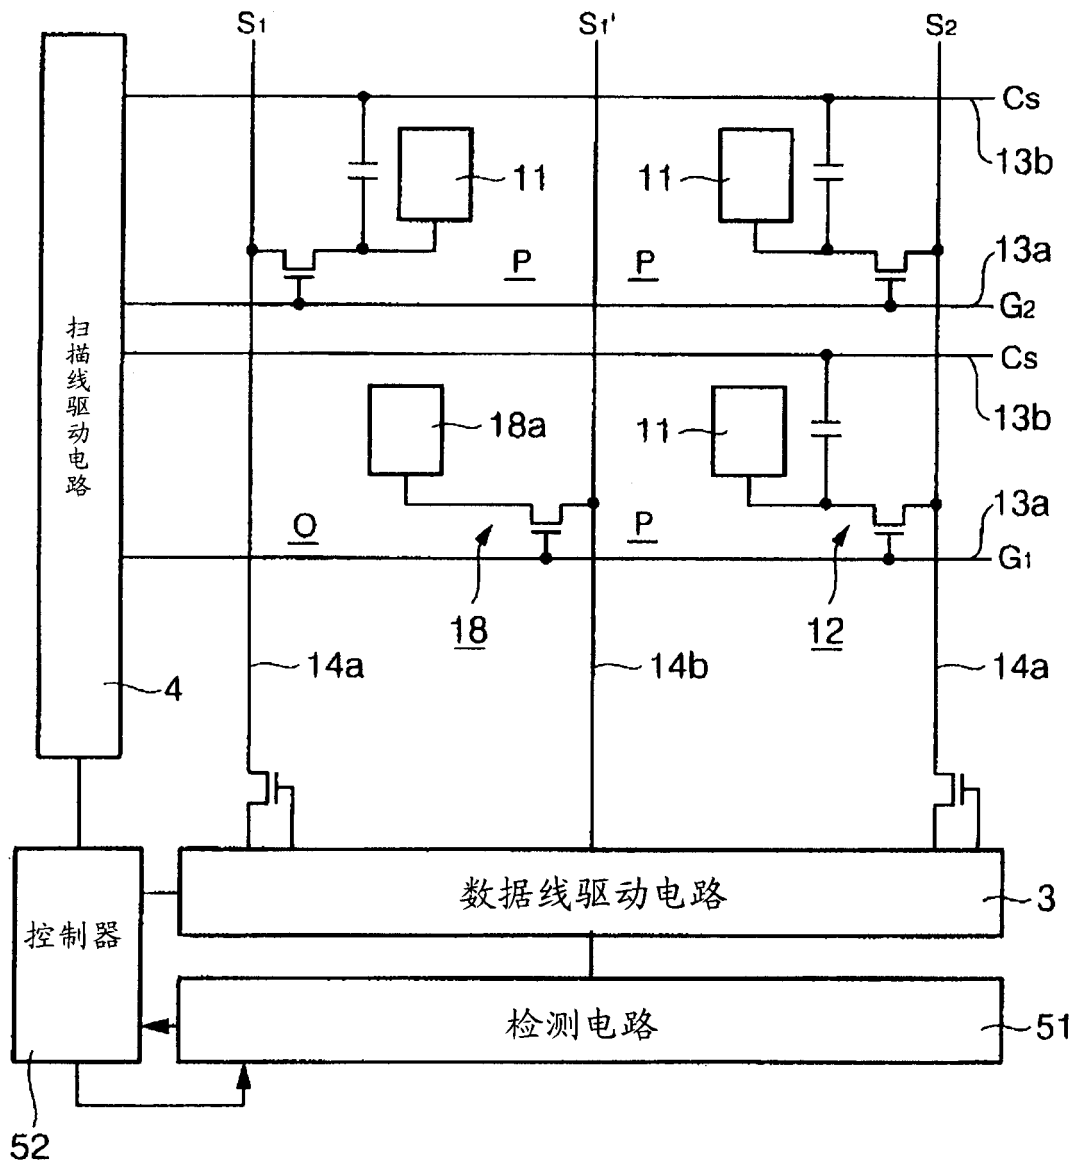 S1 S1' S2
Cs
13b
11 11
P P
13a
G2
扫描线驱动电路
Cs
13b
18a 11
O P
13a
G1
18 12
14a 14b 14a
4
数据线驱动电路 3
控制器
检测电路 51
52